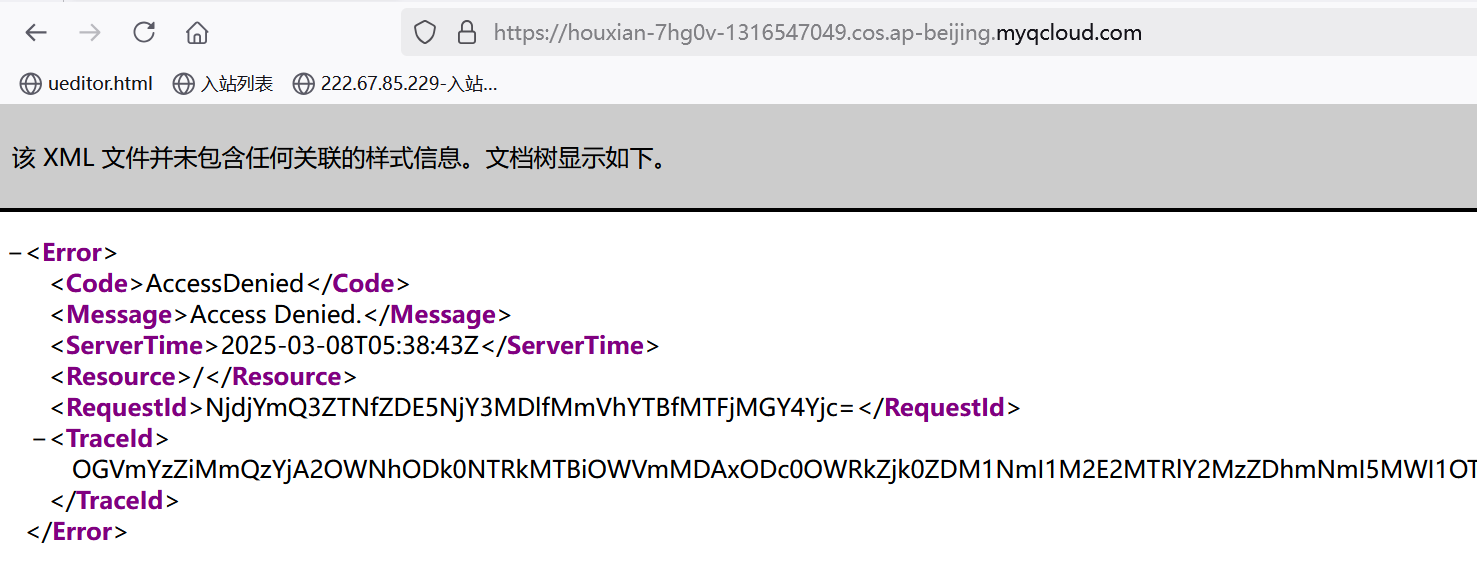 https://houxian-7hg0v-1316547049.cos.ap-beijing.myqcloud.com
ueditor.html 入站列表 222.67.85.229-入站...
该 XML 文件并未包含任何关联的样式信息。文档树显示如下。
–<Error>
<Code>AccessDenied</Code>
<Message>Access Denied.</Message>
<ServerTime>2025-03-08T05:38:43Z</ServerTime>
<Resource>/</Resource>
<RequestId>NjdjYmQ3ZTNfZDE5NjY3MDlfMmVhYTBfMTFjMGY4Yjc=</RequestId>
–<TraceId>
OGVmYzZiMmQzYjA2OWNhODk0NTRkMTBiOWVmMDAxODc0OWRkZjk0ZDM1NmI1M2E2MTRlY2MzZDhmNmI5MWI1OT
</TraceId>
</Error>